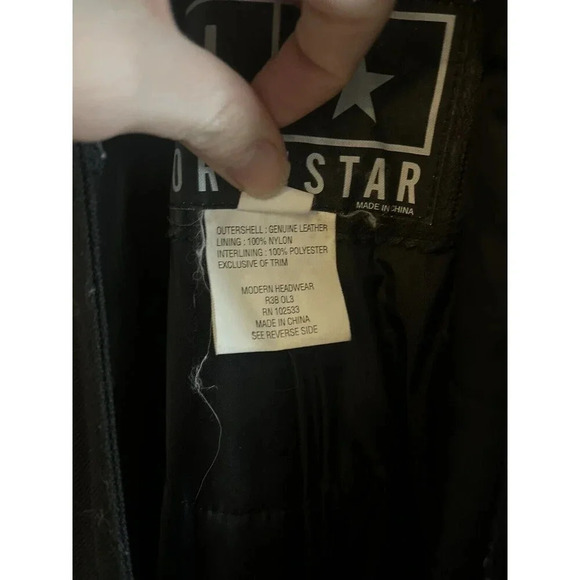 STAR
MADE IN CHINA
OUTERSHELL : GENUINE LEATHER
LINING : 100% NYLON
INTERLINING : 100% POLYESTER
EXCLUSIVE OF TRIM
MODERN HEADWEAR
R3B OL3
RN 102533
MADE IN CHINA
SEE REVERSE SIDE